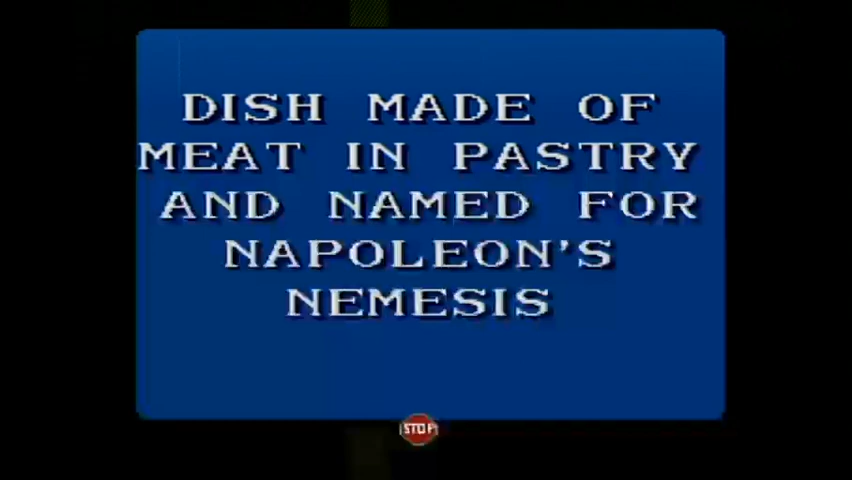 DISH MADE OF
MEAT IN PASTRY
AND NAMED FOR
NAPOLEON'S
NEMESIS
STOP